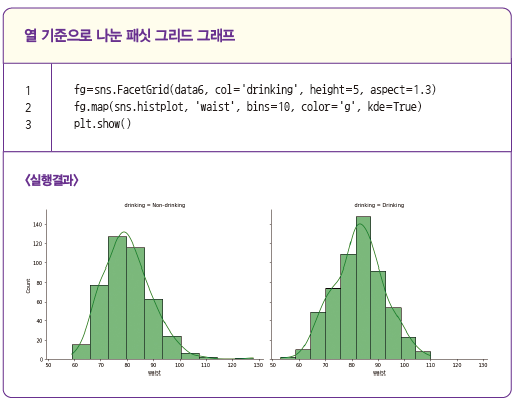 열 기준으로 나눈 패싯 그리드 그래프
1 fg=sns.FacetGrid(data6, col='drinking', height=5, aspect=1.3)
2 fg.map(sns.histplot, 'waist', bins=10, color='g', kde=True)
3 plt.show()
〈실행결과〉
drinking = Non-drinking
drinking = Drinking
140
120
100
80
60
40
20
0
Count
50 60 70 80 90 100 110 120 130
50 60 70 80 90 100 110 120 130
waist
waist